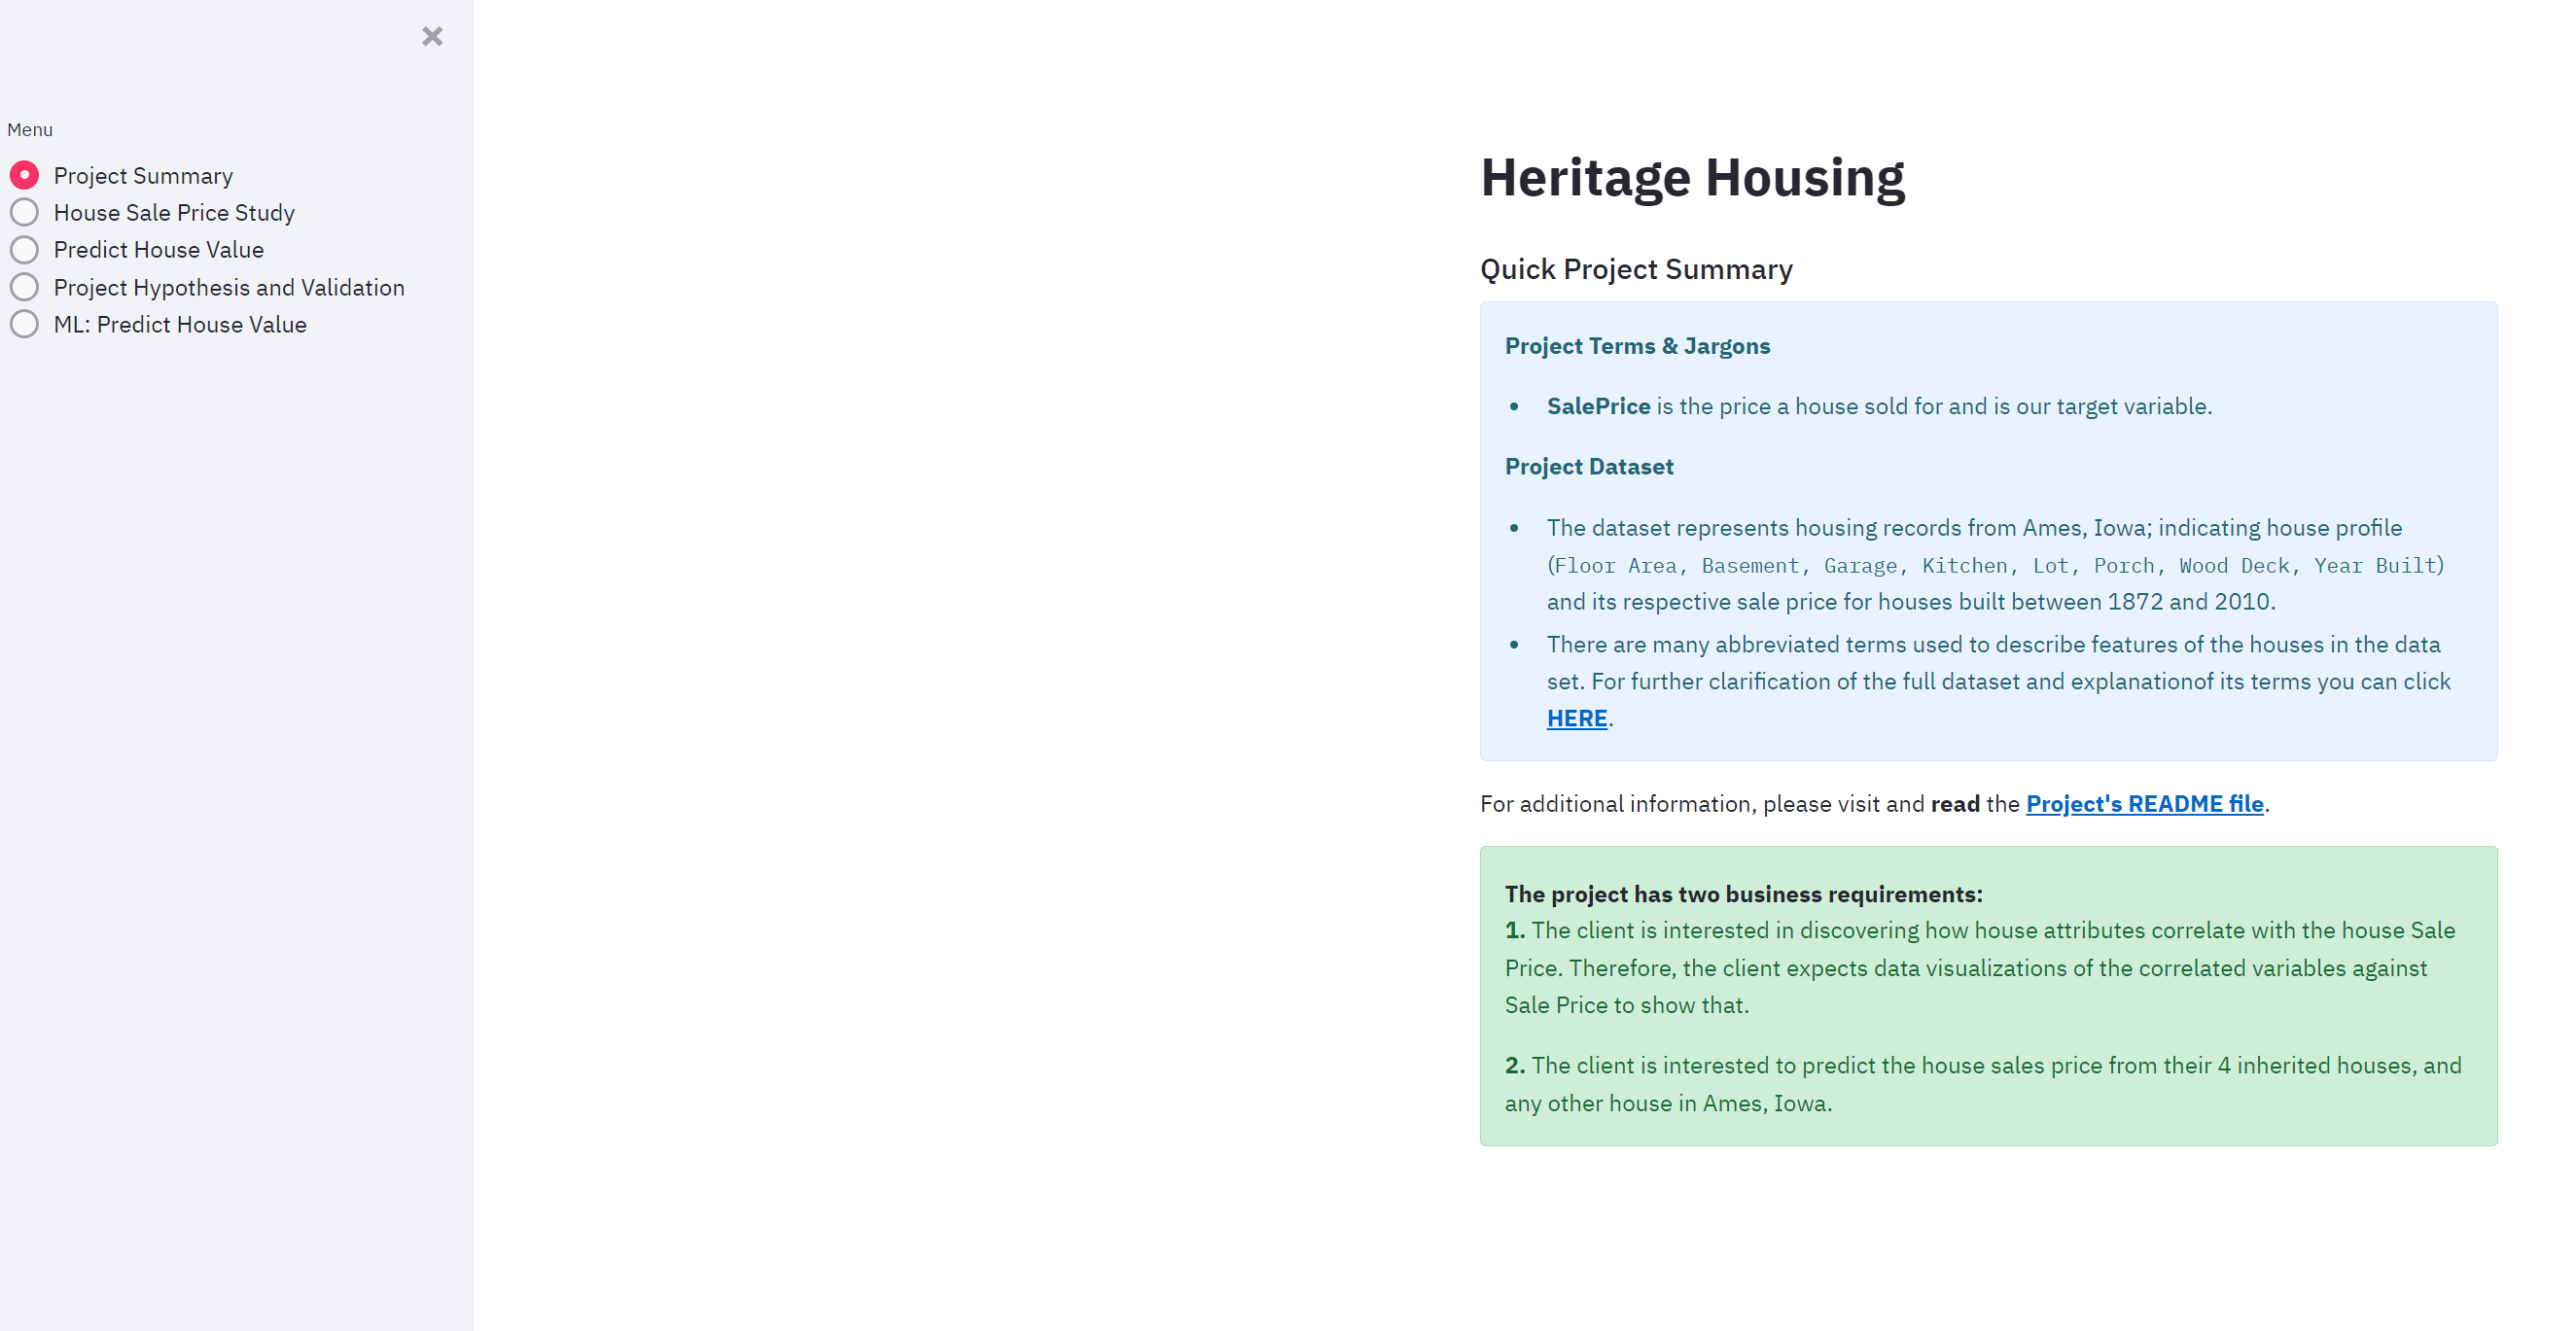 Menu
Project Summary
House Sale Price Study
Predict House Value
Project Hypothesis and Validation
ML: Predict House Value
Heritage Housing
Quick Project Summary
Project Terms & Jargons
• SalePrice is the price a house sold for and is our target variable.
Project Dataset
• The dataset represents housing records from Ames, Iowa; indicating house profile
(Floor Area, Basement, Garage, Kitchen, Lot, Porch, Wood Deck, Year Built)
and its respective sale price for houses built between 1872 and 2010.
• There are many abbreviated terms used to describe features of the houses in the data
set. For further clarification of the full dataset and explanationof its terms you can click
HERE.
For additional information, please visit and read the Project's README file.
The project has two business requirements:
1. The client is interested in discovering how house attributes correlate with the house Sale
Price. Therefore, the client expects data visualizations of the correlated variables against
Sale Price to show that.
2. The client is interested to predict the house sales price from their 4 inherited houses, and
any other house in Ames, Iowa.